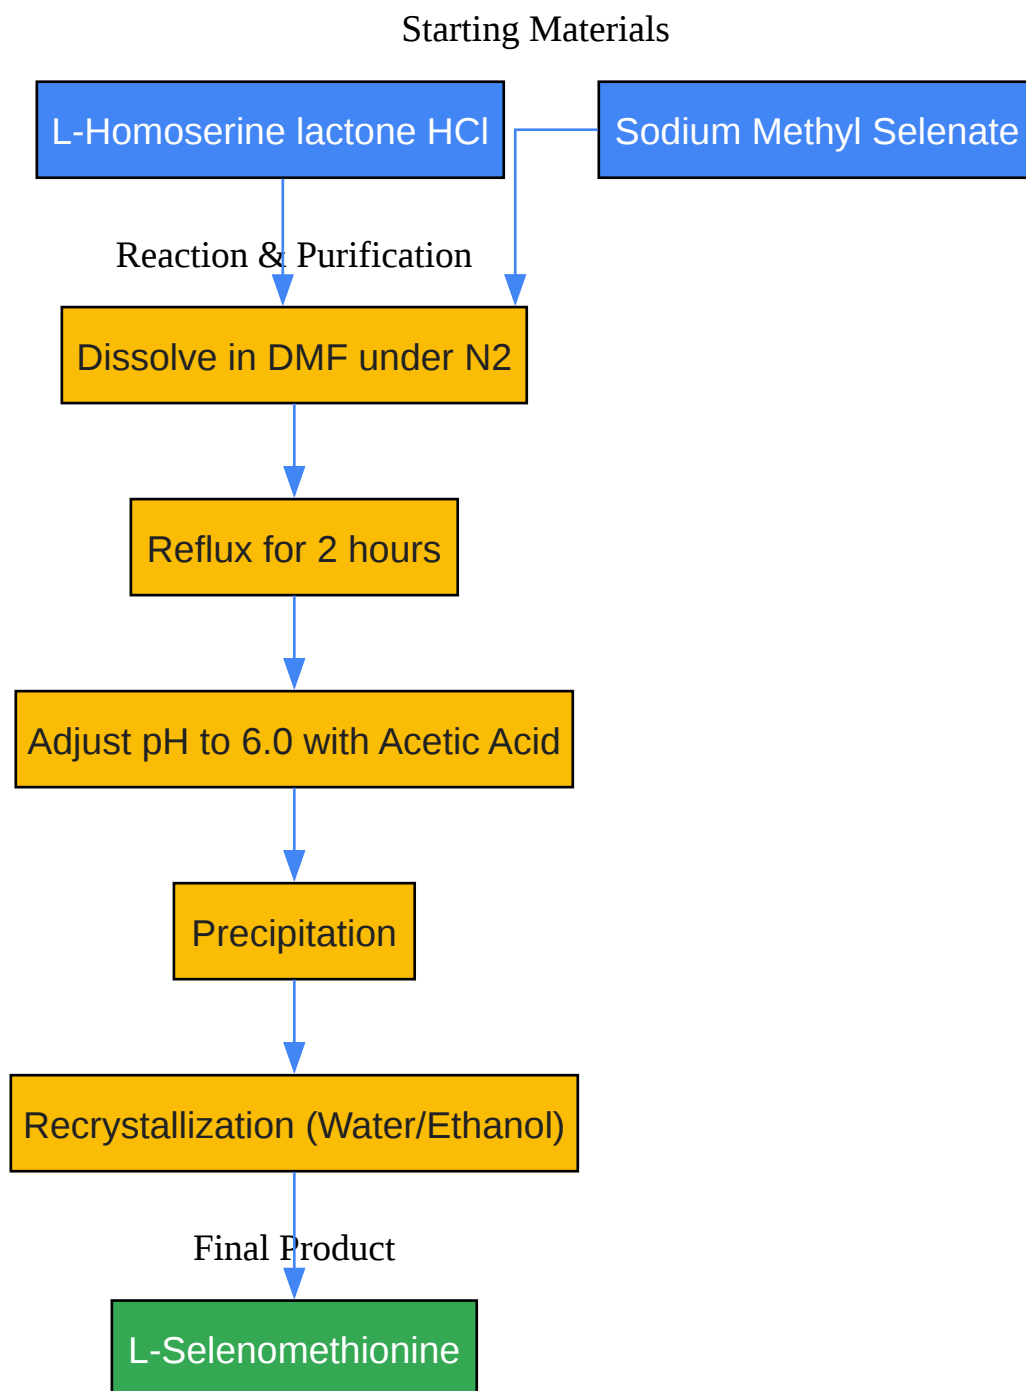 Starting Materials
L-Homoserine lactone HCl
Sodium Methyl Selenate
Reaction & Purification
Dissolve in DMF under N2
Reflux for 2 hours
Adjust pH to 6.0 with Acetic Acid
Precipitation
Recrystallization (Water/Ethanol)
Final Product
L-Selenomethionine